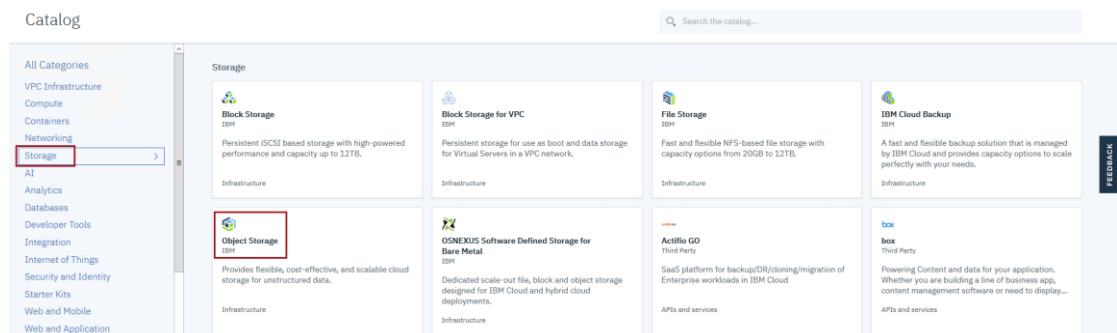 Catalog
Search the catalog...
All Categories
VPC Infrastructure
Compute
Containers
Networking
Storage
AI
Analytics
Databases
Developer Tools
Integration
Internet of Things
Security and Identity
Starter Kits
Web and Mobile
Web and Application
Storage
Block Storage
IBM
Persistent iSCSI based storage with high-powered
performance and capacity up to 12TB.
Infrastructure
Block Storage for VPC
IBM
Persistent storage for use as boot and data storage
for Virtual Servers in a VPC network.
Infrastructure
File Storage
IBM
Fast and flexible NFS-based file storage with
capacity options from 20GB to 12TB.
Infrastructure
IBM Cloud Backup
IBM
A fast and flexible backup solution that is managed
by IBM Cloud and provides capacity options to scale
perfectly with your needs.
Infrastructure
Object Storage
IBM
Provides flexible, cost-effective, and scalable cloud
storage for unstructured data.
Infrastructure
OSNEXUS Software Defined Storage for
Bare Metal
IBM
Dedicated scale-out file, block and object storage
designed for IBM Cloud and hybrid cloud
deployments.
Infrastructure
Actifio GO
Third Party
SaaS platform for backup/DR/cloning/migration of
Enterprise workloads in IBM Cloud
APIs and services
box
box
Third Party
Powering Content and data for your application.
Whether you are building a line of business app,
content management software or need to display...
APIs and services
FEEDBACK